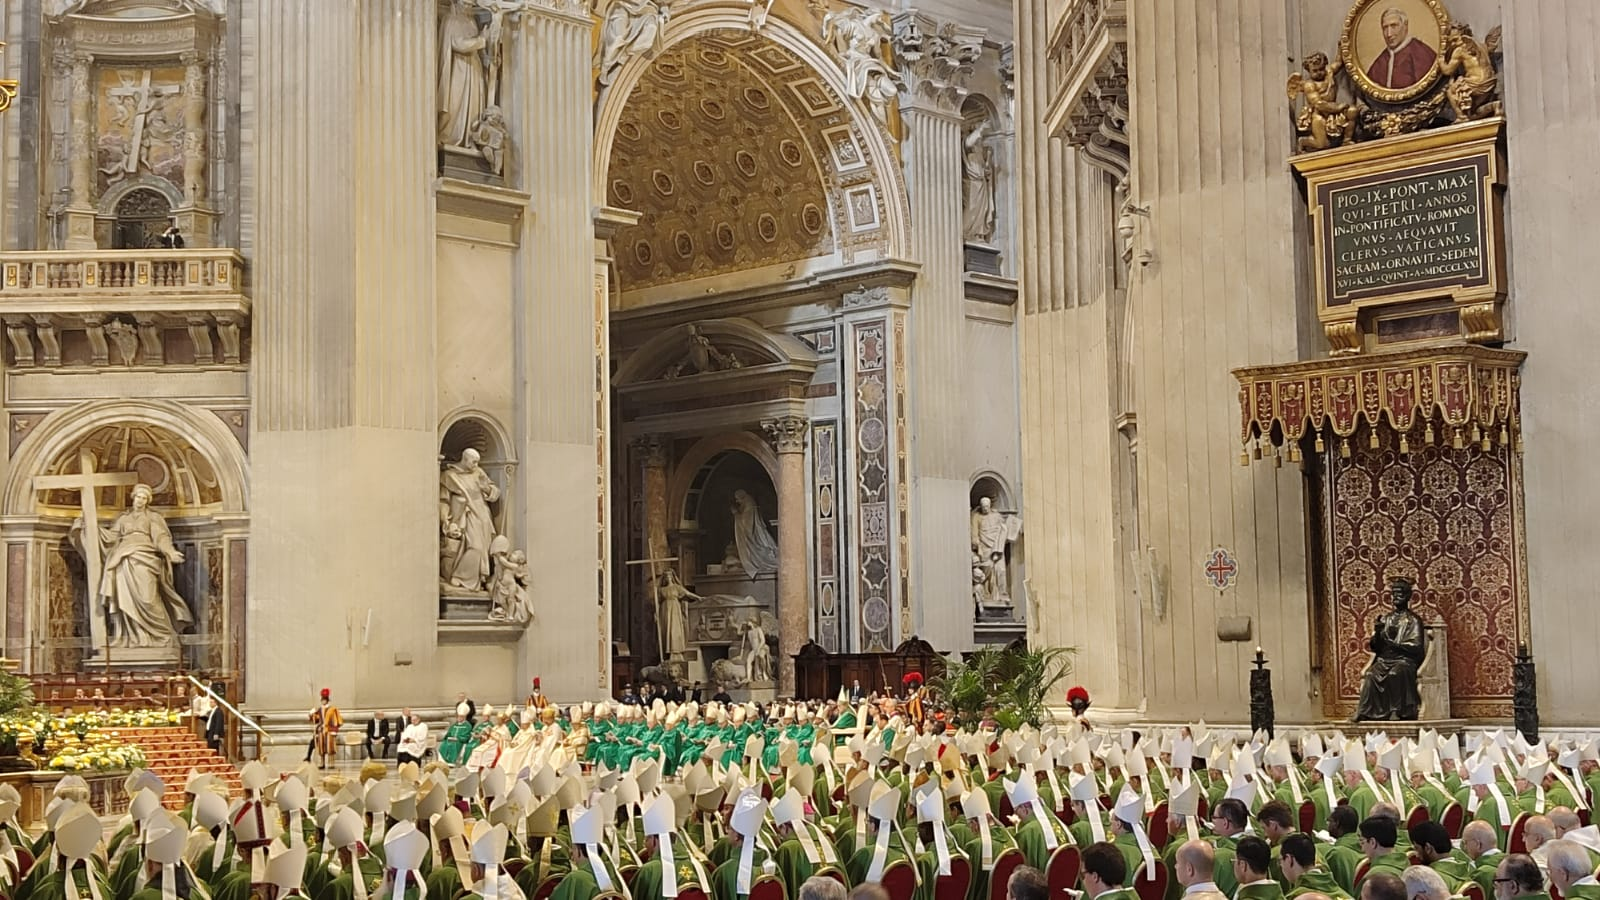 PIO·IX·PONT·MAX·
QVI·PETRI·ANNOS
IN·PONTIFICATV·ROMANO
VNVS·AEQVAVIT
CLERVS·VATICANVS
SACRAM·ORNAVIT·SEDEM
XVI·KAL·QVINT·A·MDCCCLXXI